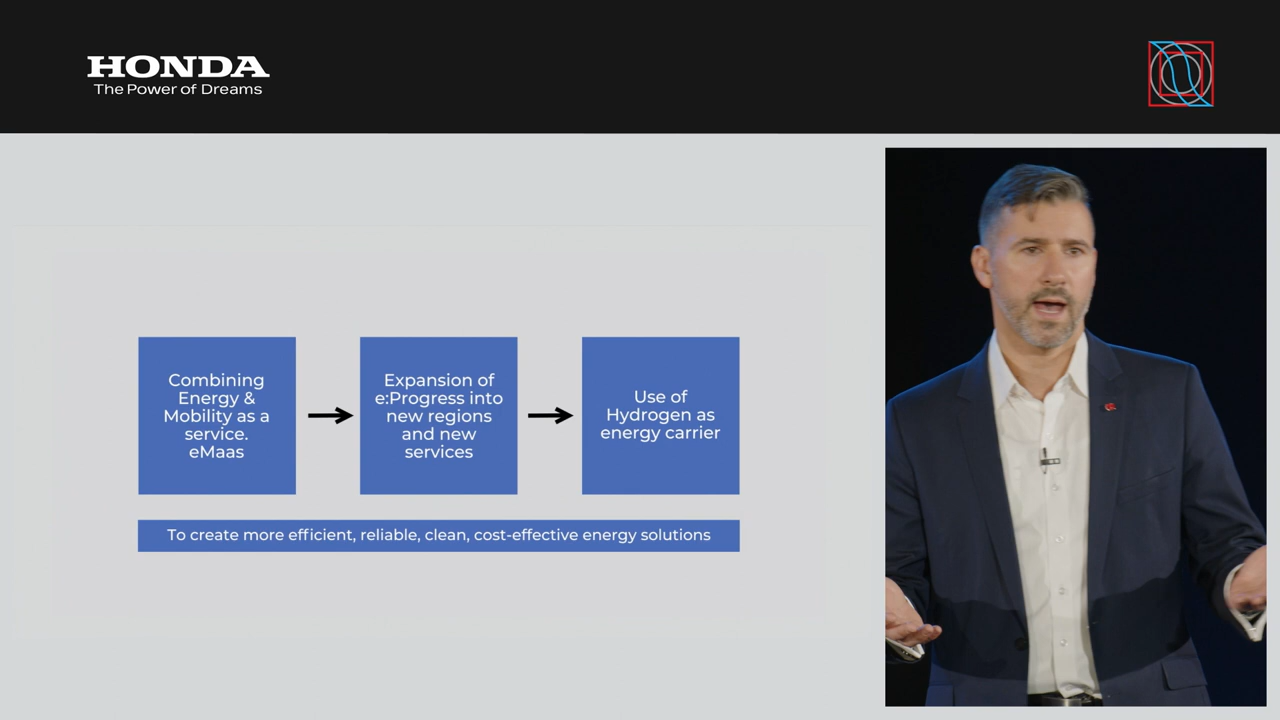 HONDA
The Power of Dreams
Combining
Energy &
Mobility as a
service.
eMaas
Expansion of
e:Progress into
new regions
and new
services
Use of
Hydrogen as
energy carrier
To create more efficient, reliable, clean, cost-effective energy solutions